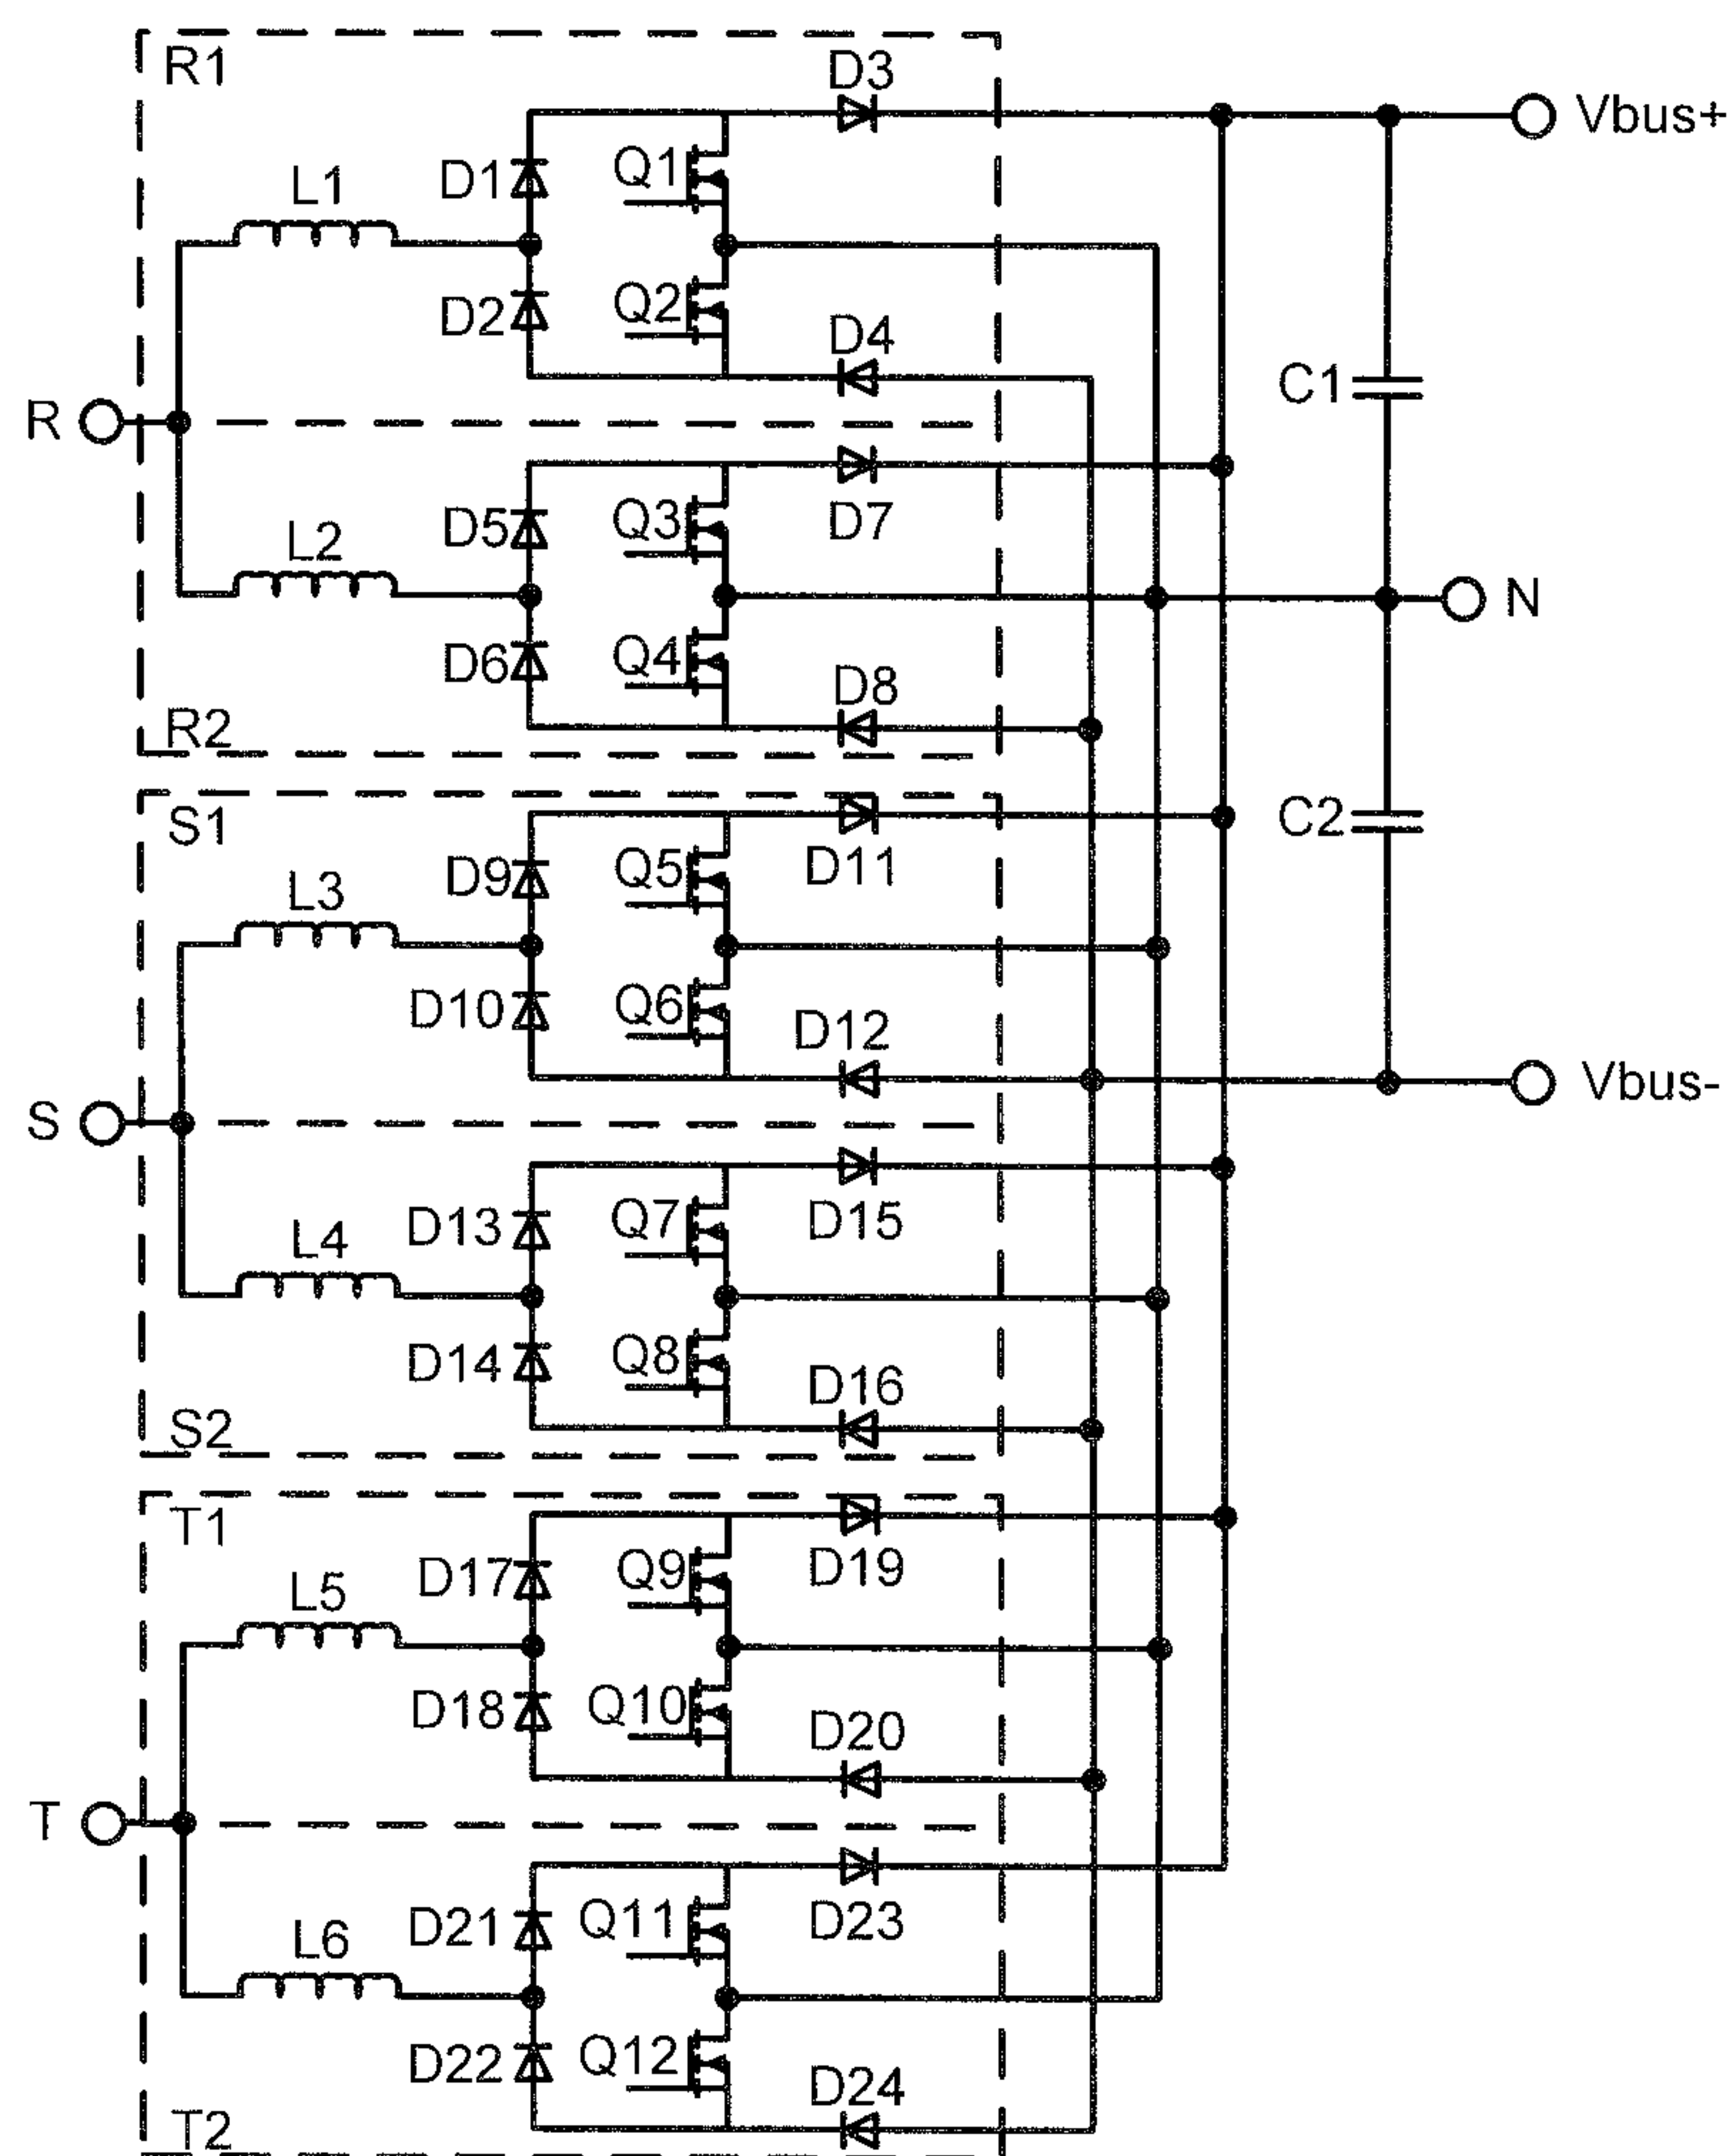 R1
D3
Vbus+
D1
Q1
L1
D2
Q2
D4
C1
R
D5
Q3
D7
L2
N
D6
Q4
D8
R2
S1
C2
D9
Q5
D11
L3
D10
Q6
D12
Vbus-
S
D13
Q7
D15
L4
D14
Q8
D16
S2
T1
D17
Q9
D19
L5
D18
Q10
D20
T
D21
Q11
D23
L6
D22
Q12
D24
T2